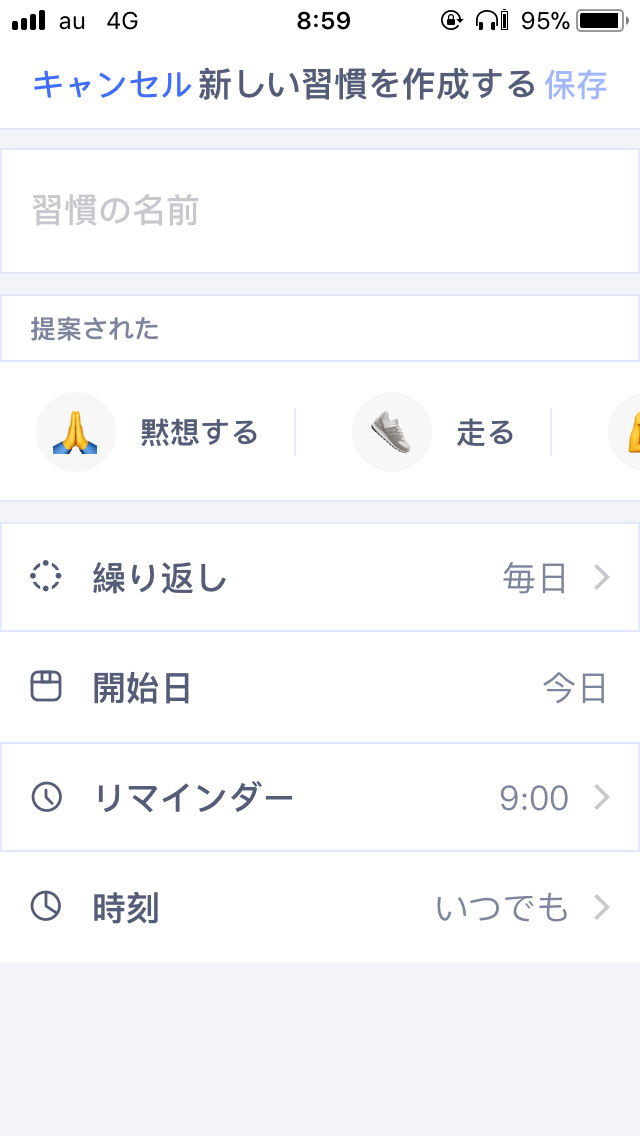 au 4G 8:59 95%
キャンセル 新しい習慣を作成する 保存
習慣の名前
提案された
黙想する 走る
繰り返し 毎日
開始日 今日
リマインダー 9:00
時刻 いつでも